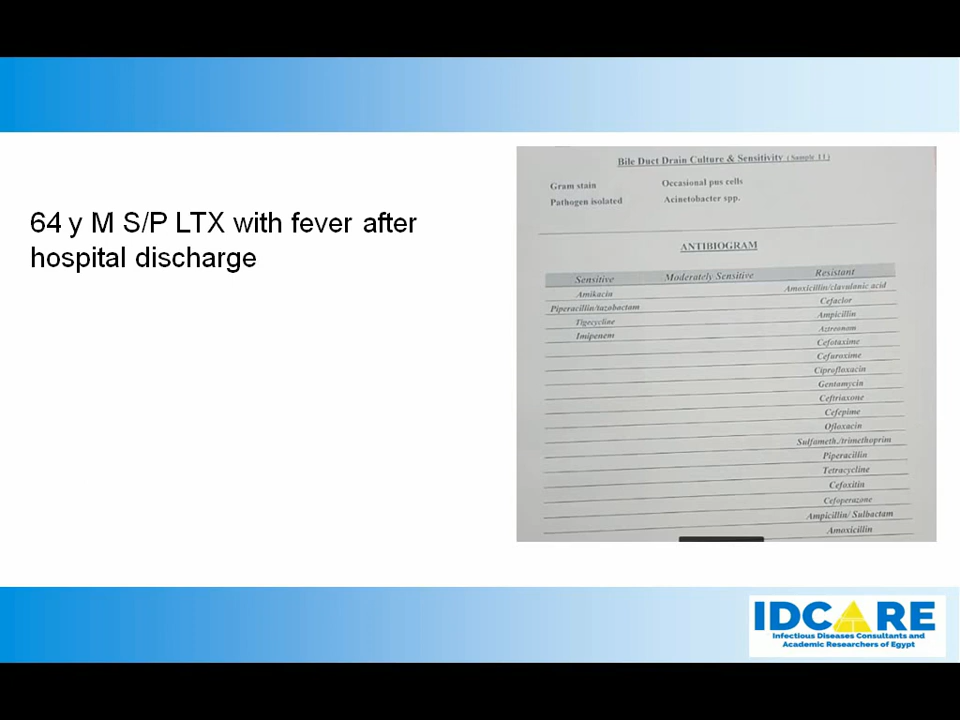 64 y M S/P LTX with fever after
hospital discharge
Bile Duct Drain Culture & Sensitivity ( Sample 11)
Gram stain Occasional pus cells
Pathogen isolated Acinetobacter spp.
ANTIBIOGRAM
Sensitive Moderately Sensitive Resistant
Amikacin Amoxicillin/clavulanic acid
Piperacillin/tazobactam Cefaclor
Tigecycline Ampicillin
Imipenem Aztreonam
Cefotaxime
Cefuroxime
Ciprofloxacin
Gentamycin
Ceftriaxone
Cefepime
Ofloxacin
Sulfameth./trimethoprim
Piperacillin
Tetracycline
Cefoxitin
Cefoperazone
Ampicillin/ Sulbactam
Amoxicillin
IDCARE
Infectious Diseases Consultants and
Academic Researchers of Egypt